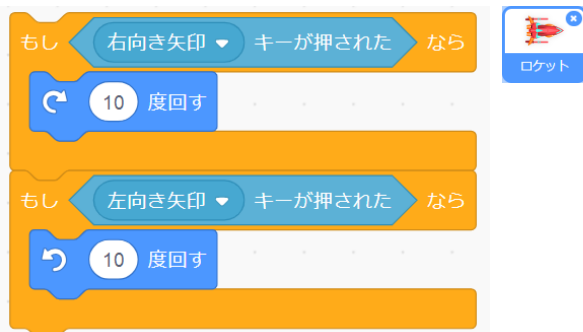 もし 右向き矢印 キーが押された なら
10 度回す
もし 左向き矢印 キーが押された なら
10 度回す
ロケット